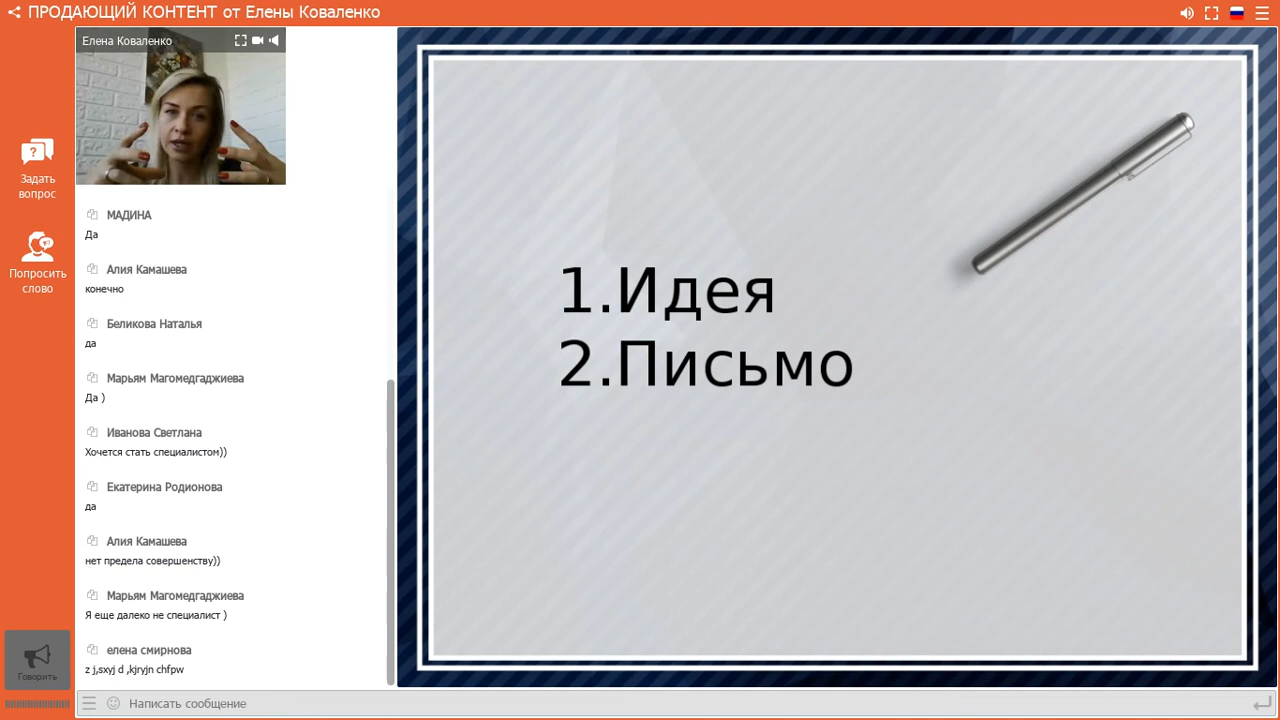 ПРОДАЮЩИЙ КОНТЕНТ от Елены Коваленко
Елена Коваленко
Задать
вопрос
Попросить
слово
МАДИНА
Да
Алия Камашева
конечно
Беликова Наталья
да
Марьям Магомедгаджиева
Да )
Иванова Светлана
Хочется стать специалистом))
Екатерина Родионова
да
Алия Камашева
нет предела совершенству))
Марьям Магомедгаджиева
Я еще далеко не специалист )
елена смирнова
z j,sxyj d ,kjryjn chfpw
Говорить
Написать сообщение
1.Идея
2.Письмо